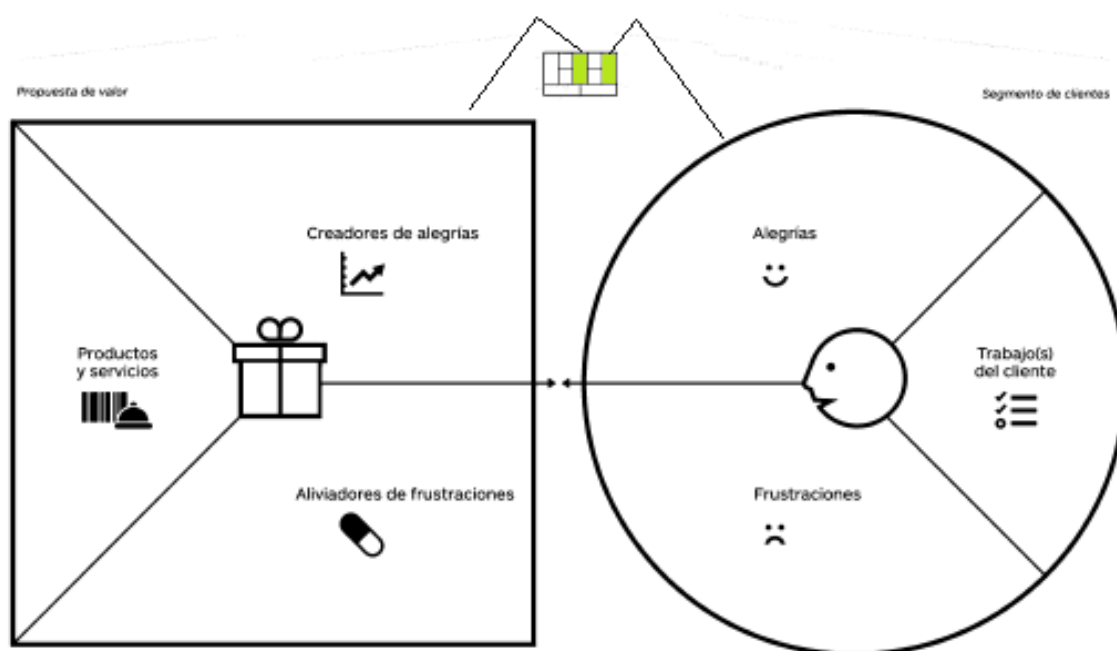 Propuesta de valor
Segmento de clientes
Creadores de alegrías
Productos
y servicios
Aliviadores de frustraciones
Alegrías
Trabajo(s)
del cliente
Frustraciones